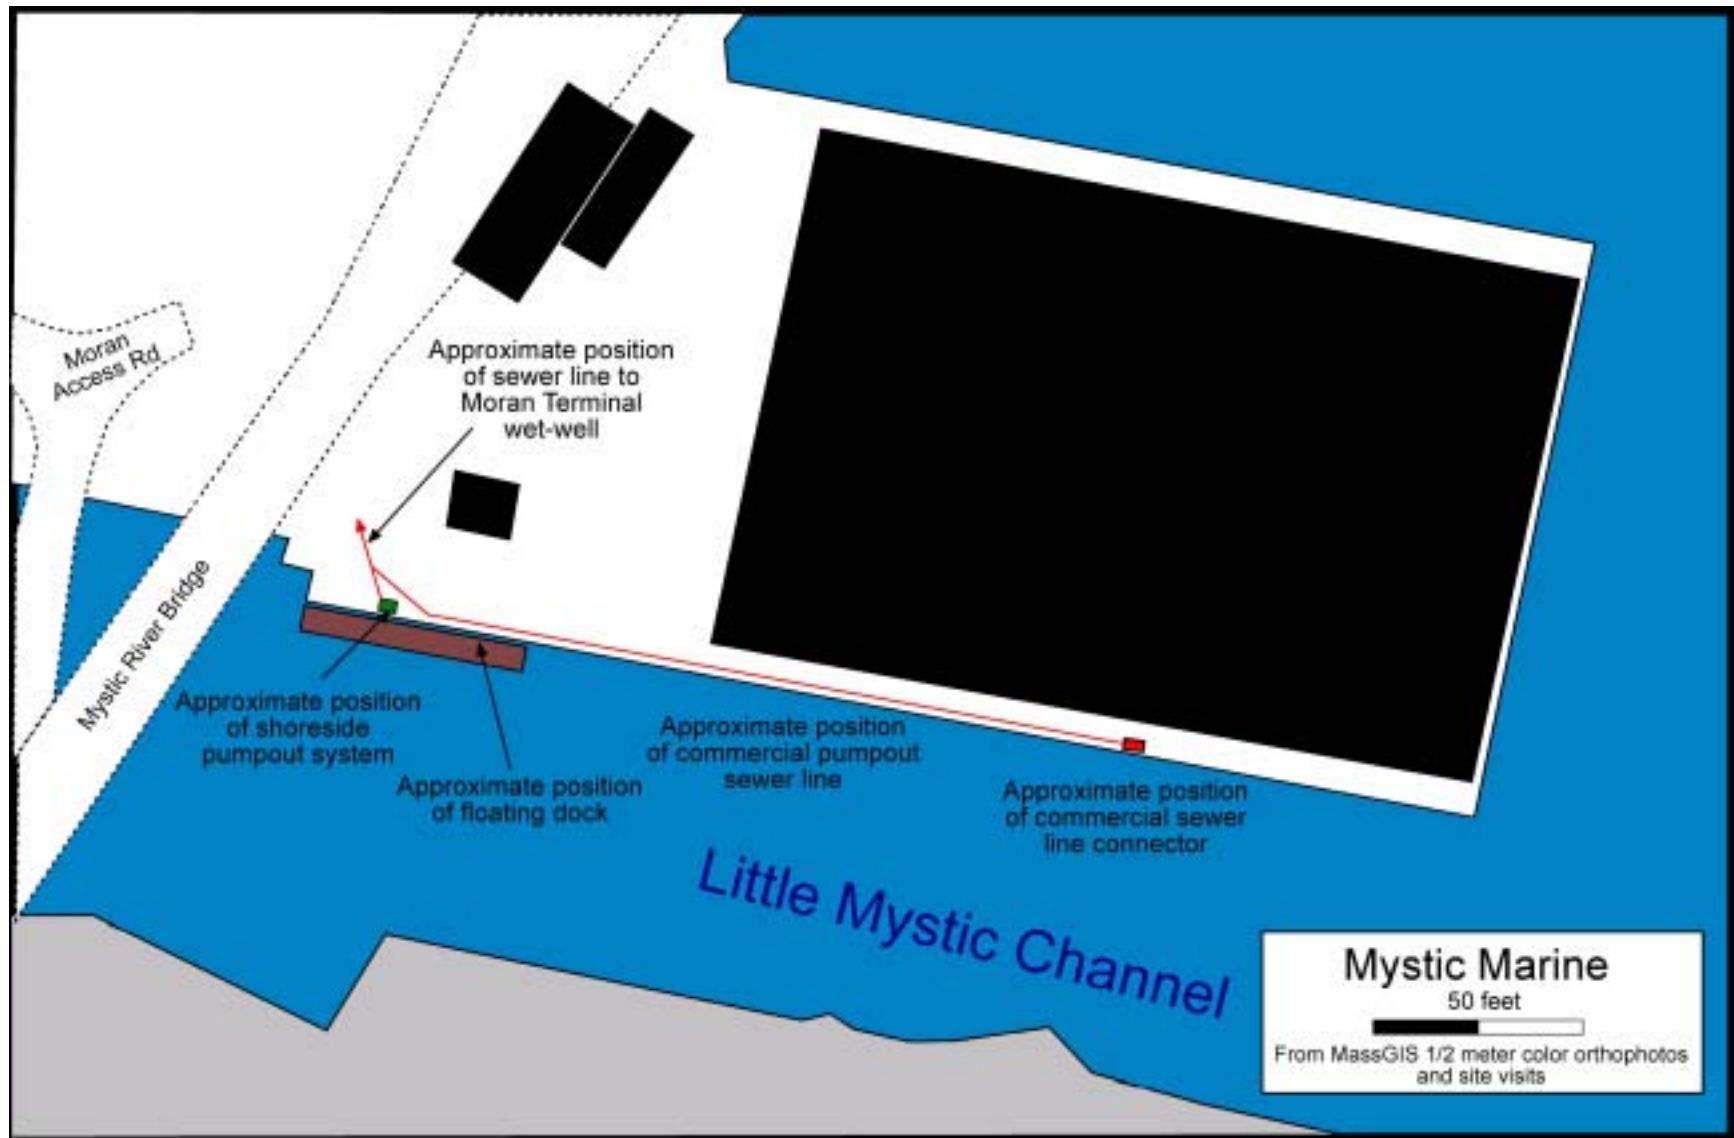 Moran
Access Rd
Approximate position
of sewer line to
Moran Terminal
wet-well
Mystic River Bridge
Approximate position
of shoreside
pumpout system
Approximate position
of floating dock
Approximate position
of commercial pumpout
sewer line
Approximate position
of commercial sewer
line connector
Little Mystic Channel
Mystic Marine
50 feet
From MassGIS 1/2 meter color orthophotos
and site visits